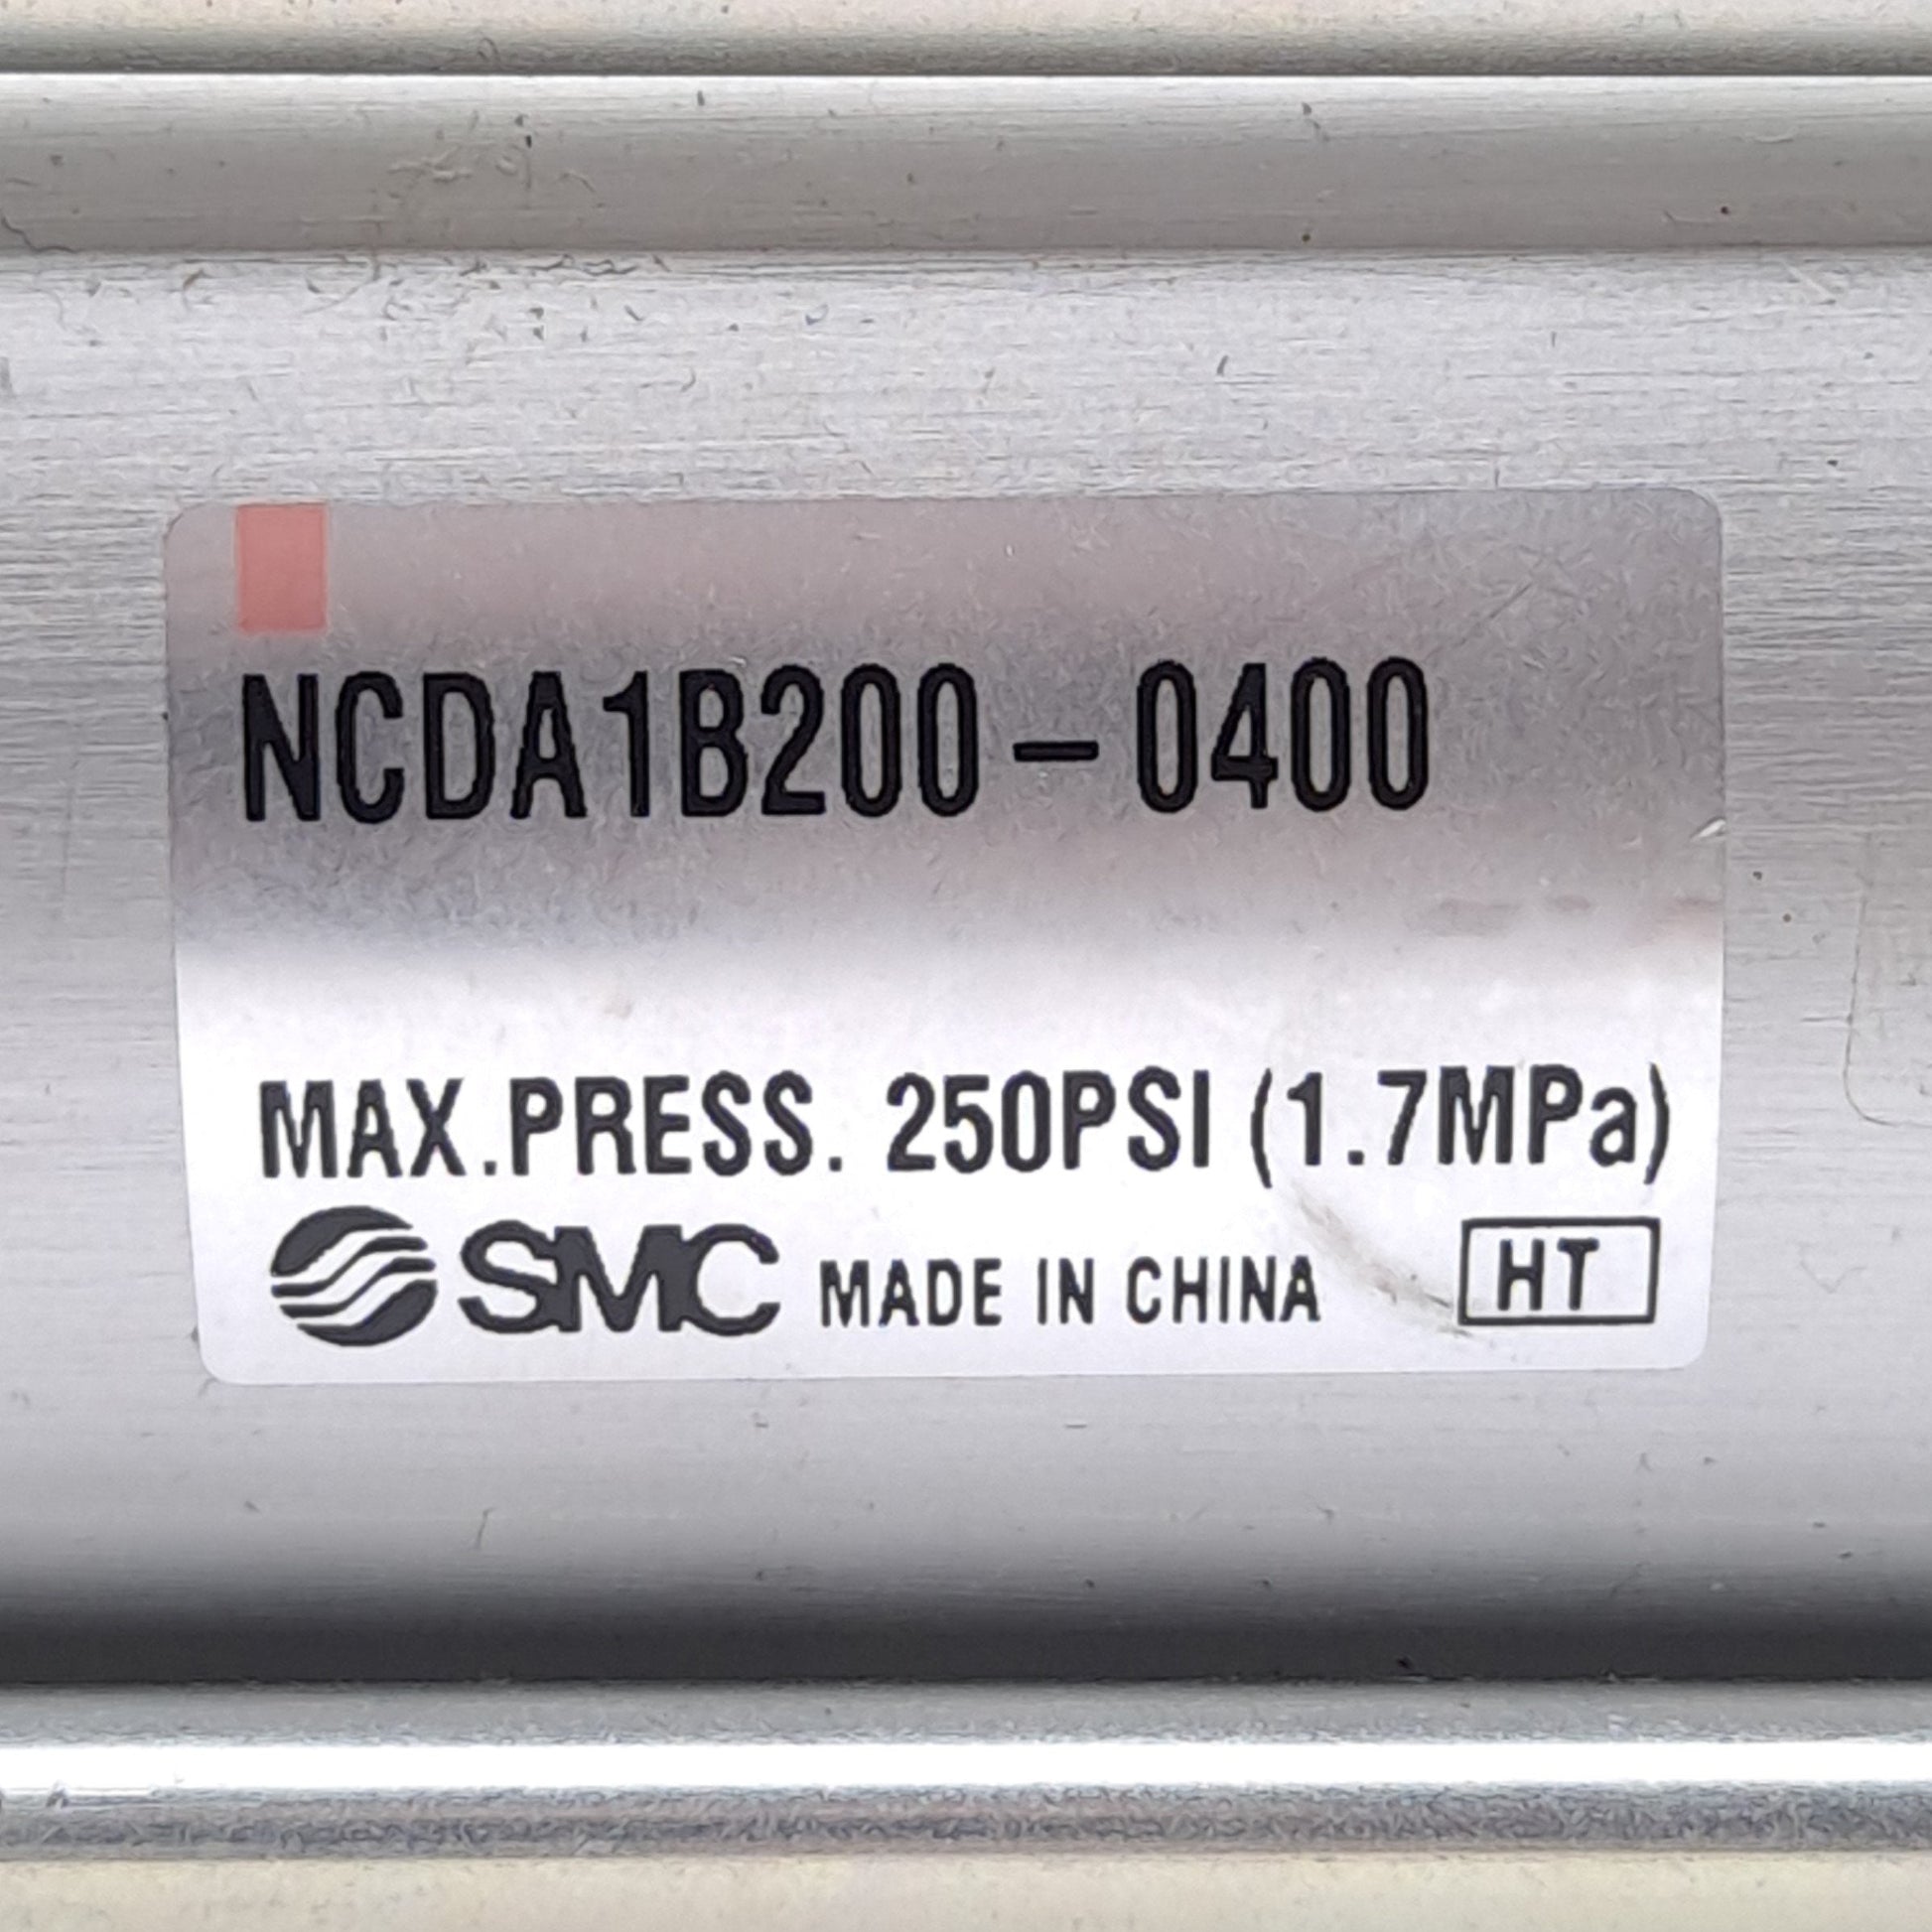 NCDA1B200-0400
MAX.PRESS. 250PSI (1.7MPa)
SMC MADE IN CHINA HT